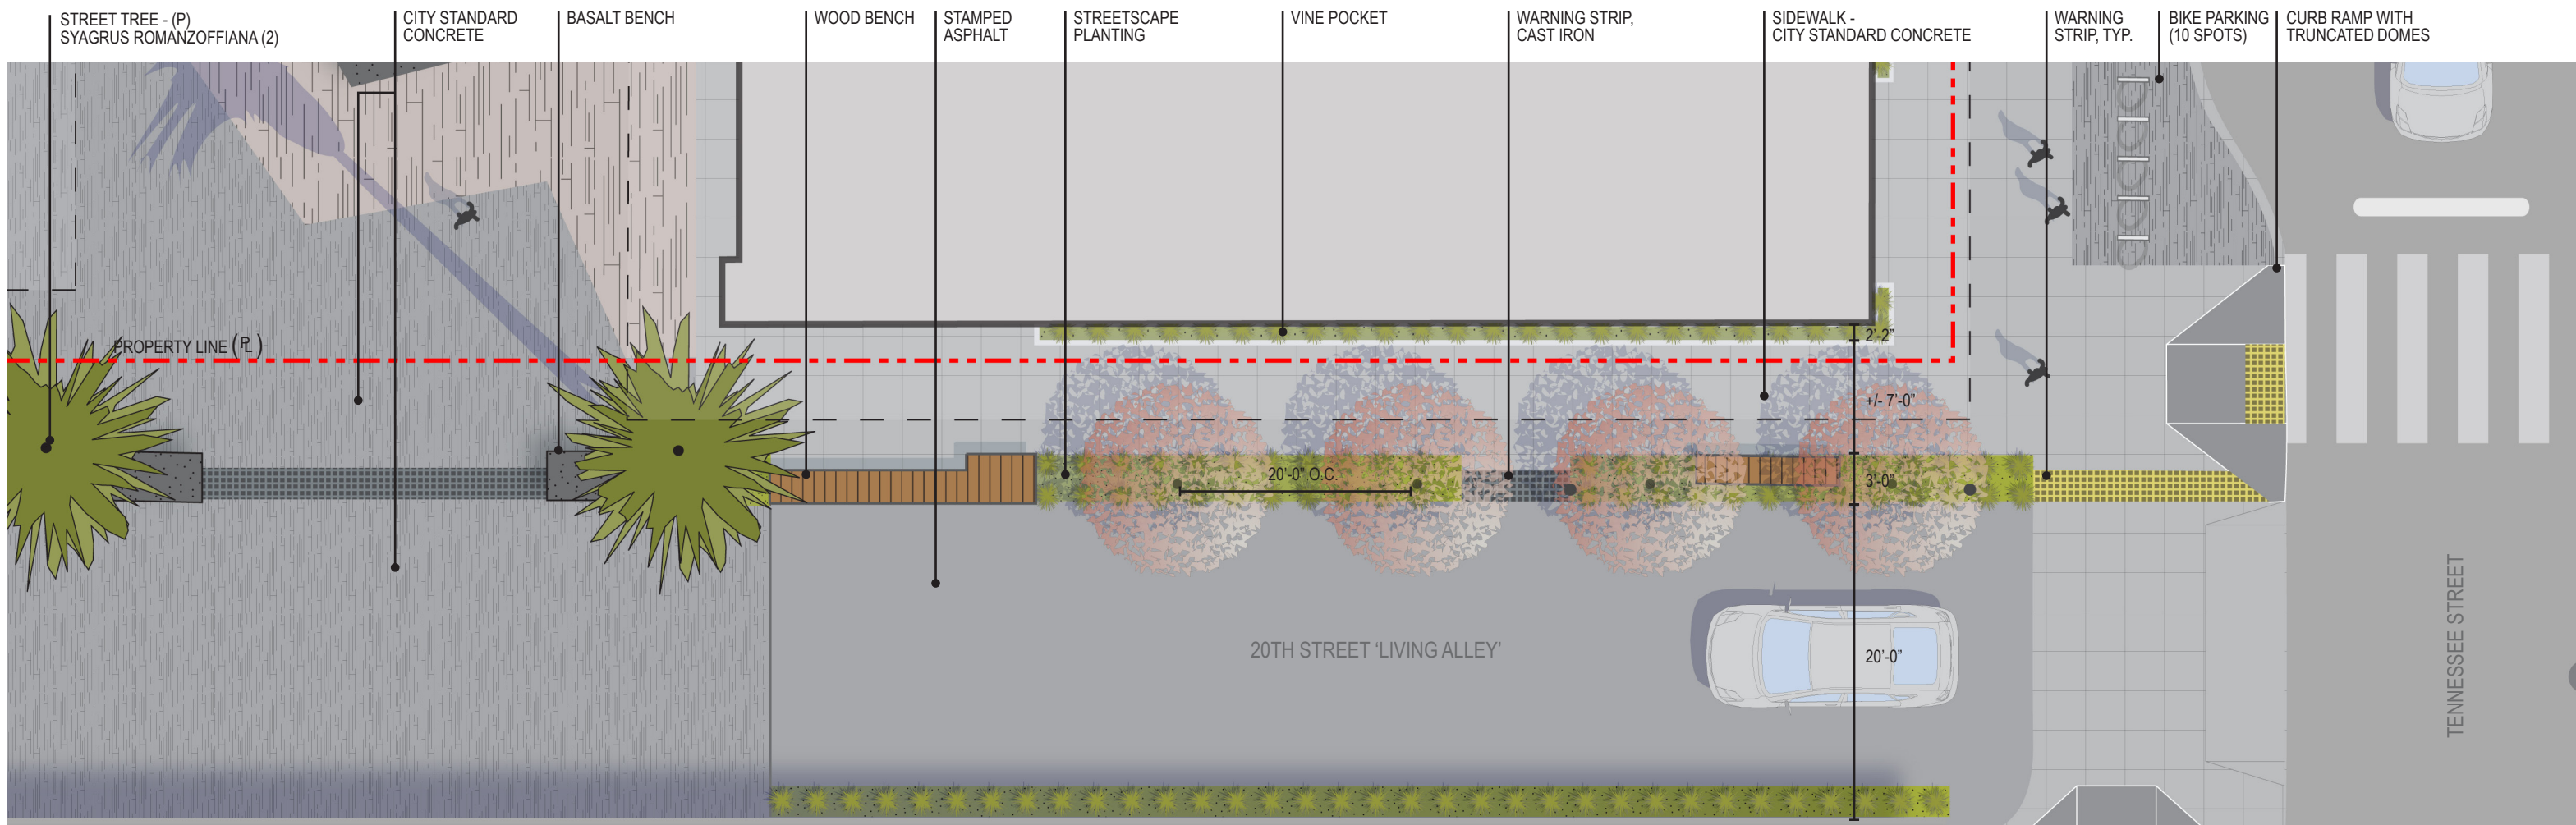 STREET TREE - (P)
SYAGRUS ROMANZOFFIANA (2)
CITY STANDARD
CONCRETE
BASALT BENCH
WOOD BENCH
STAMPED
ASPHALT
STREETSCAPE
PLANTING
VINE POCKET
WARNING STRIP,
CAST IRON
SIDEWALK -
CITY STANDARD CONCRETE
WARNING
STRIP, TYP.
BIKE PARKING
(10 SPOTS)
CURB RAMP WITH
TRUNCATED DOMES
PROPERTY LINE (PL)
2'-2"
+/- 7'-0"
20'-0" O.C.
3'-0"
20TH STREET 'LIVING ALLEY'
20'-0"
TENNESSEE STREET